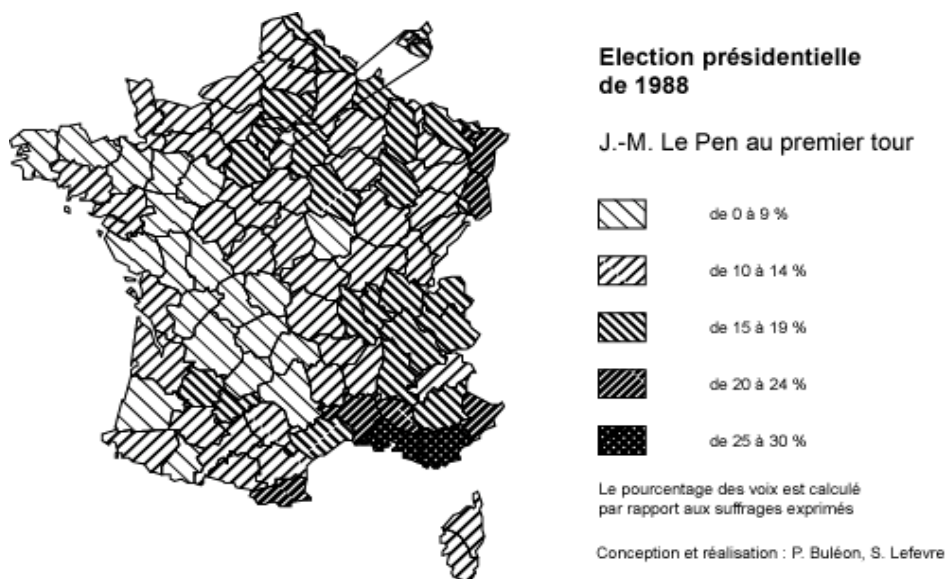 Election présidentielle
de 1988
J.-M. Le Pen au premier tour
de 0 à 9 %
de 10 à 14 %
de 15 à 19 %
de 20 à 24 %
de 25 à 30 %
Le pourcentage des voix est calculé
par rapport aux suffrages exprimés
Conception et réalisation : P. Buléon, S. Lefevre